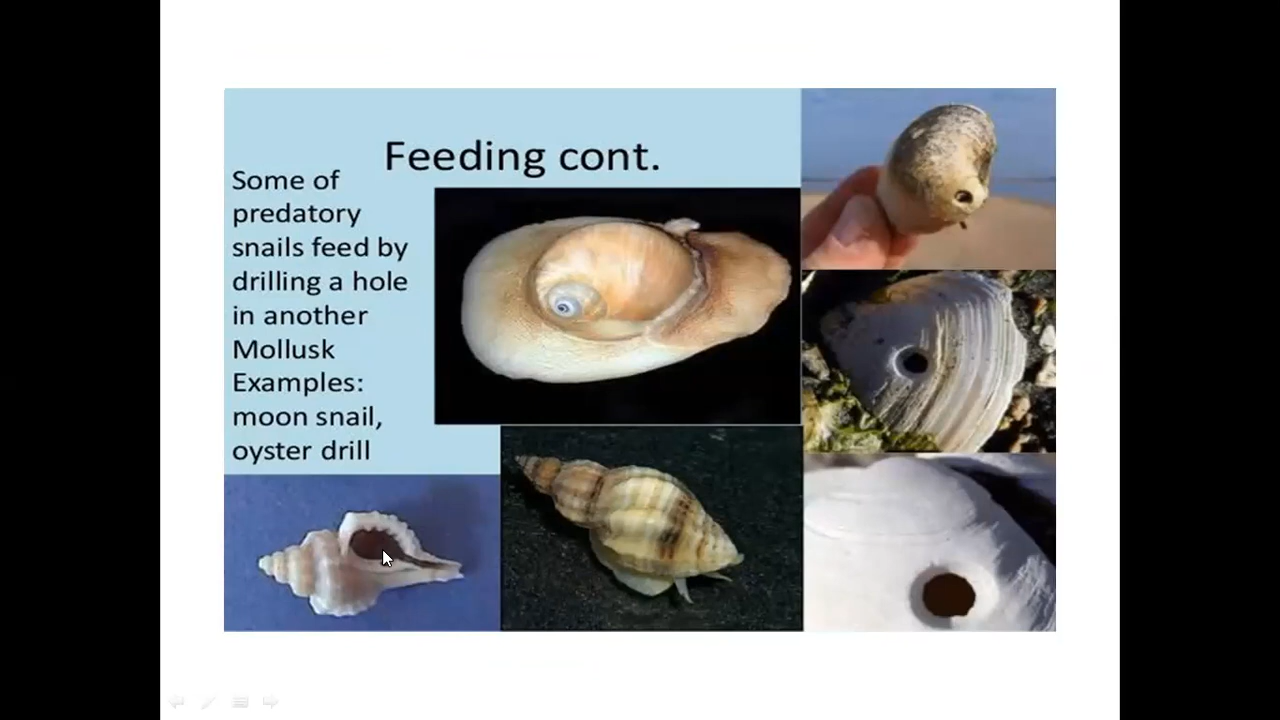 Feeding cont.
Some of
predatory
snails feed by
drilling a hole
in another
Mollusk
Examples:
moon snail,
oyster drill